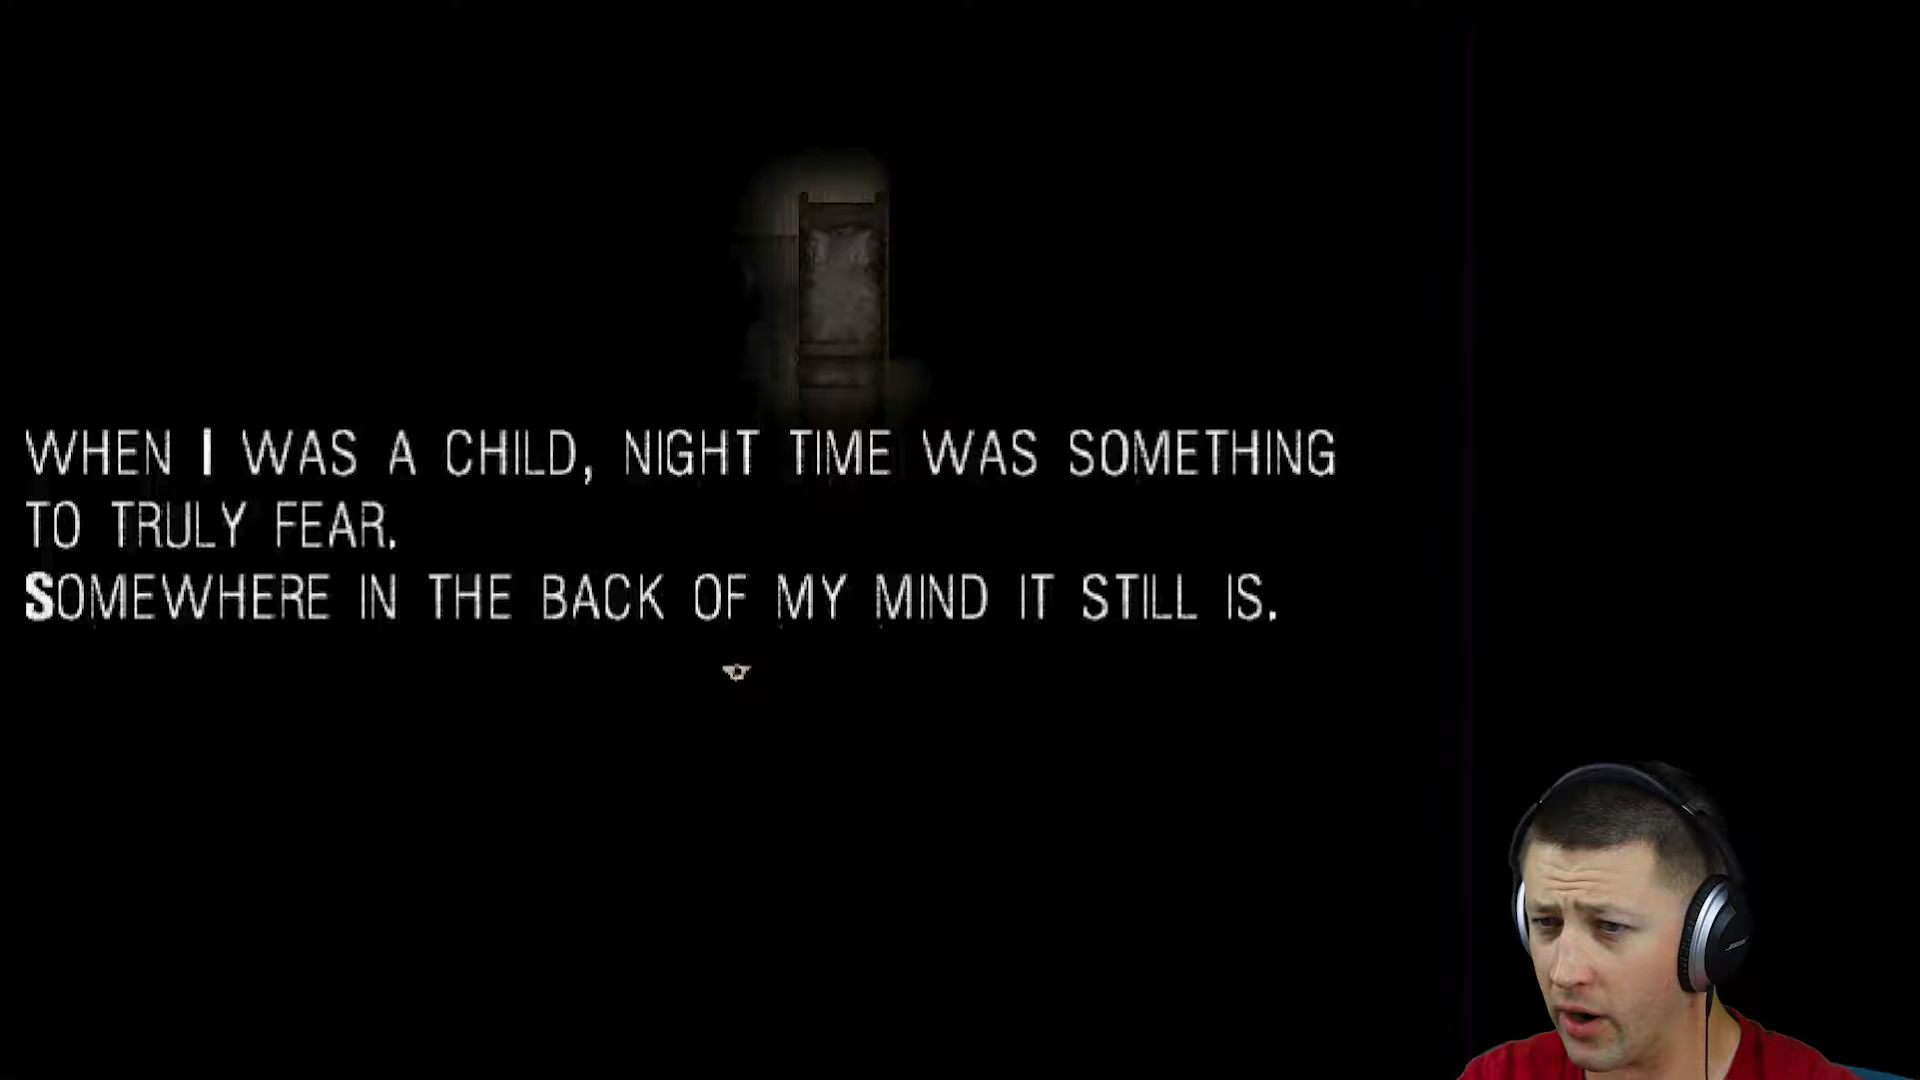 WHEN I WAS A CHILD, NIGHT TIME WAS SOMETHING
TO TRULY FEAR.
SOMEWHERE IN THE BACK OF MY MIND IT STILL IS.
BOSE